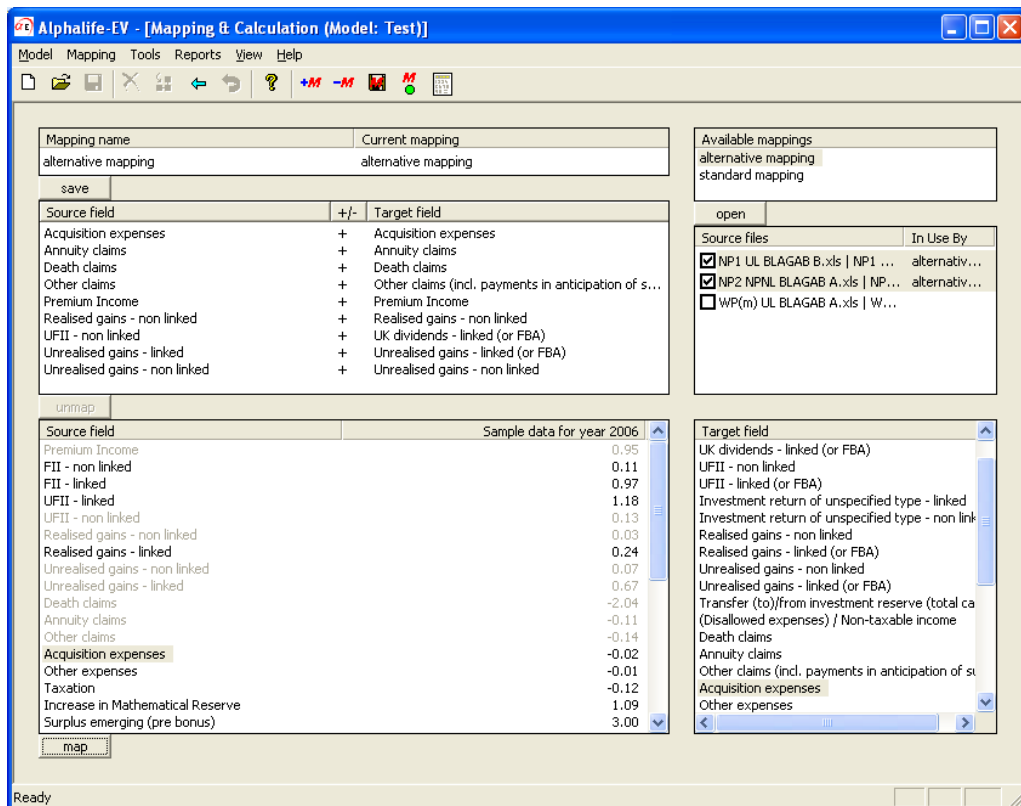 Alphalife-EV - [Mapping & Calculation (Model: Test)]
Model Mapping Tools Reports View Help
+M -M M M
Mapping name Current mapping
alternative mapping alternative mapping
save
Available mappings
alternative mapping
standard mapping
open
Source field +/- Target field
Acquisition expenses + Acquisition expenses
Annuity claims + Annuity claims
Death claims + Death claims
Other claims + Other claims (incl. payments in anticipation of s...
Premium Income + Premium Income
Realised gains - non linked + Realised gains - non linked
UFII - non linked + UK dividends - linked (or FBA)
Unrealised gains - linked + Unrealised gains - linked (or FBA)
Unrealised gains - non linked + Unrealised gains - non linked
unmap
Source files In Use By
NP1 UL BLAGAB B.xls | NP1 ... alternativ...
NP2 NPNL BLAGAB A.xls | NP... alternativ...
WP(m) UL BLAGAB A.xls | W...
Source field Sample data for year 2006
Premium Income 0.95
FII - non linked 0.11
FII - linked 0.97
UFII - linked 1.18
UFII - non linked 0.13
Realised gains - non linked 0.03
Realised gains - linked 0.24
Unrealised gains - non linked 0.07
Unrealised gains - linked 0.67
Death claims -2.04
Annuity claims -0.11
Other claims -0.14
Acquisition expenses -0.02
Other expenses -0.01
Taxation -0.12
Increase in Mathematical Reserve 1.09
Surplus emerging (pre bonus) 3.00
map
Target field
UK dividends - linked (or FBA)
UFII - non linked
UFII - linked (or FBA)
Investment return of unspecified type - linked
Investment return of unspecified type - non link
Realised gains - non linked
Realised gains - linked (or FBA)
Unrealised gains - non linked
Unrealised gains - linked (or FBA)
Transfer (to)/from investment reserve (total ca
(Disallowed expenses) / Non-taxable income
Death claims
Annuity claims
Other claims (incl. payments in anticipation of su
Acquisition expenses
Other expenses
Ready